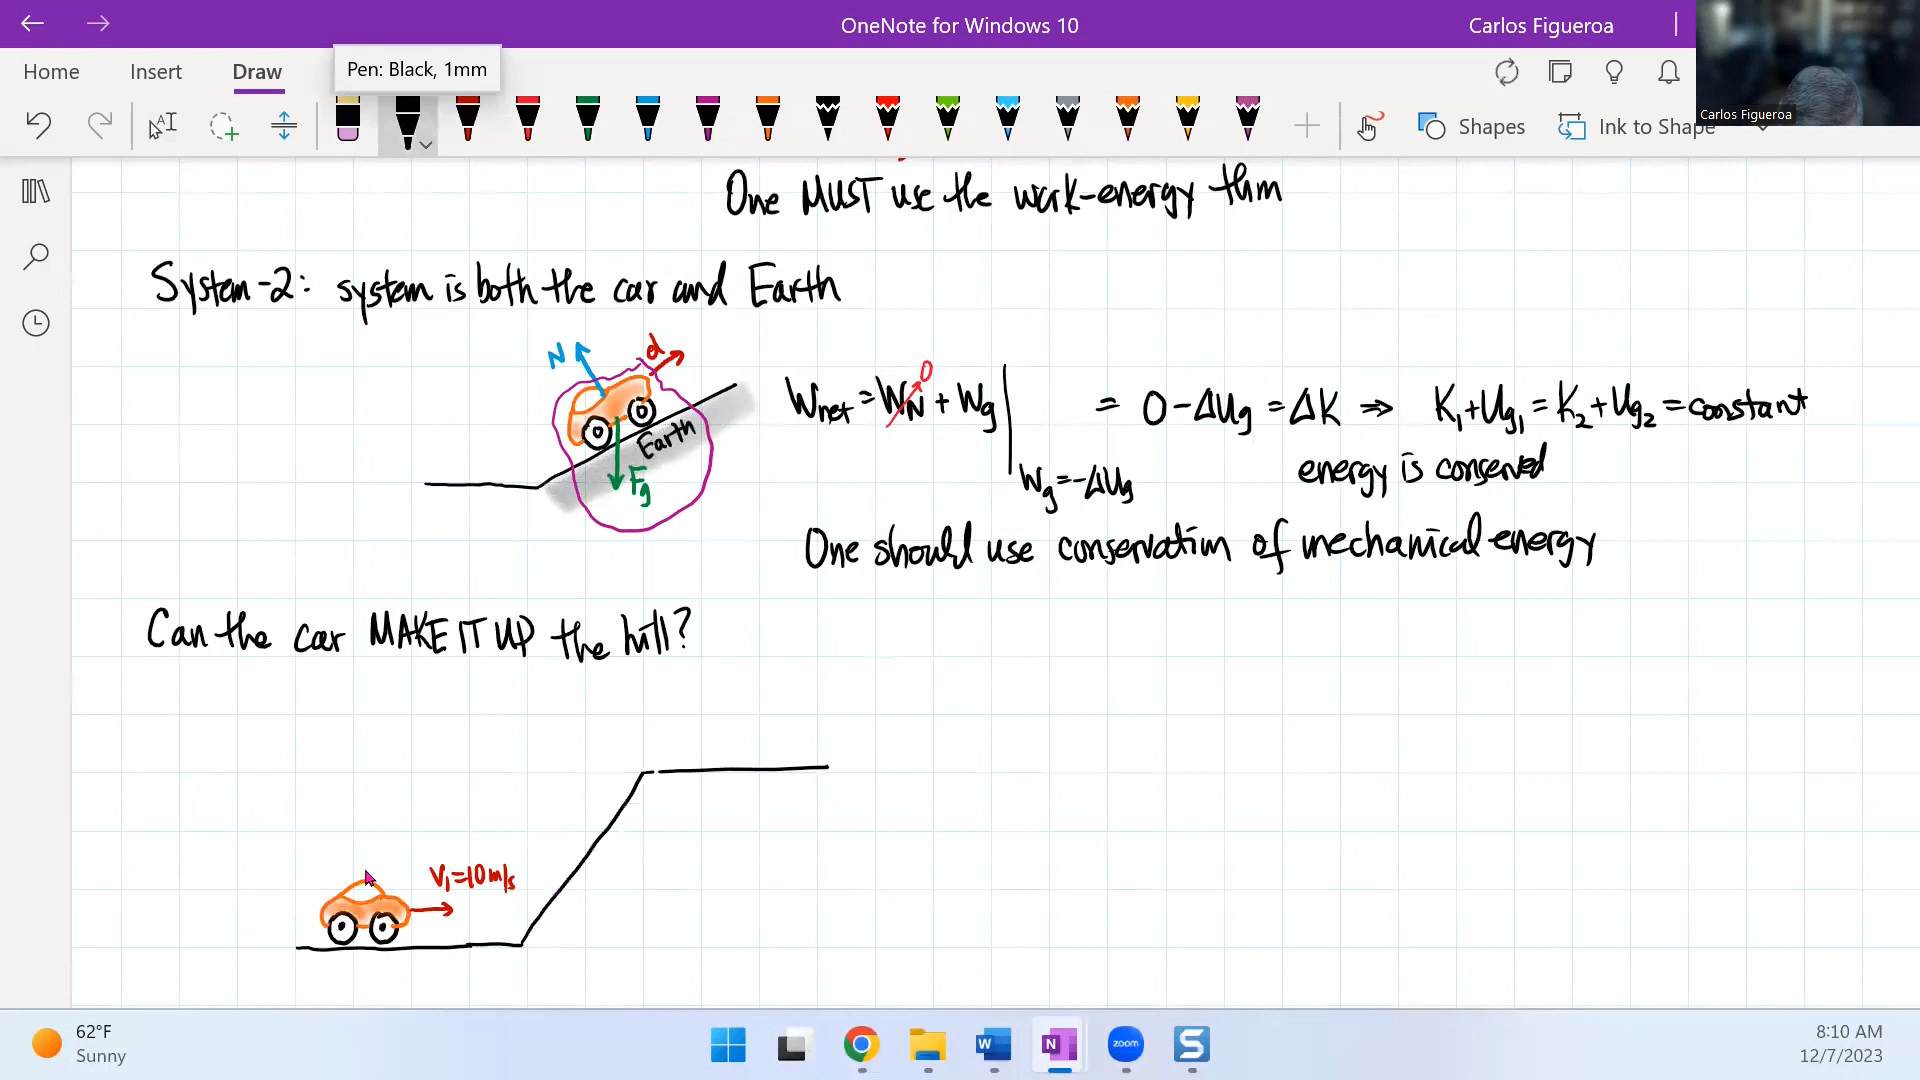 OneNote for Windows 10
Carlos Figueroa
Home
Insert
Draw
Pen: Black, 1mm
Shapes
Ink to Shape
Carlos Figueroa
One MUST use the work-energy thm
System-2: system is both the car and Earth
N
d
Earth
Fg
Wnet = WN + Wg
0
Wg = -ΔUg
= 0 - ΔUg = ΔK ⇒ K1 + Ug1 = K2 + Ug2 = constant
energy is conserved
One should use conservation of mechanical energy
Can the car MAKE IT UP the hill?
V1 = 10 m/s
62°F
Sunny
zoom
8:10 AM
12/7/2023